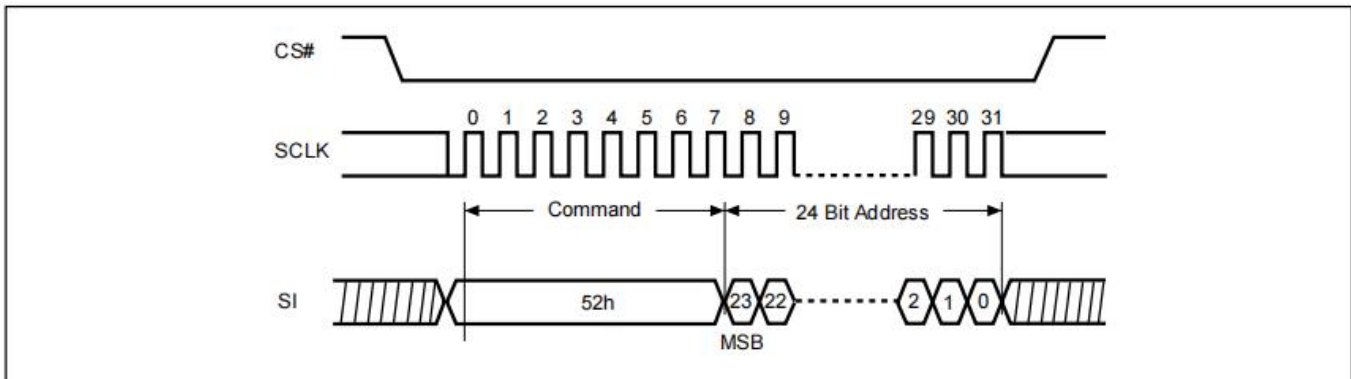 CS#
0 1 2 3 4 5 6 7 8 9 29 30 31
SCLK
Command 24 Bit Address
SI 52h 23 22 2 1 0
MSB